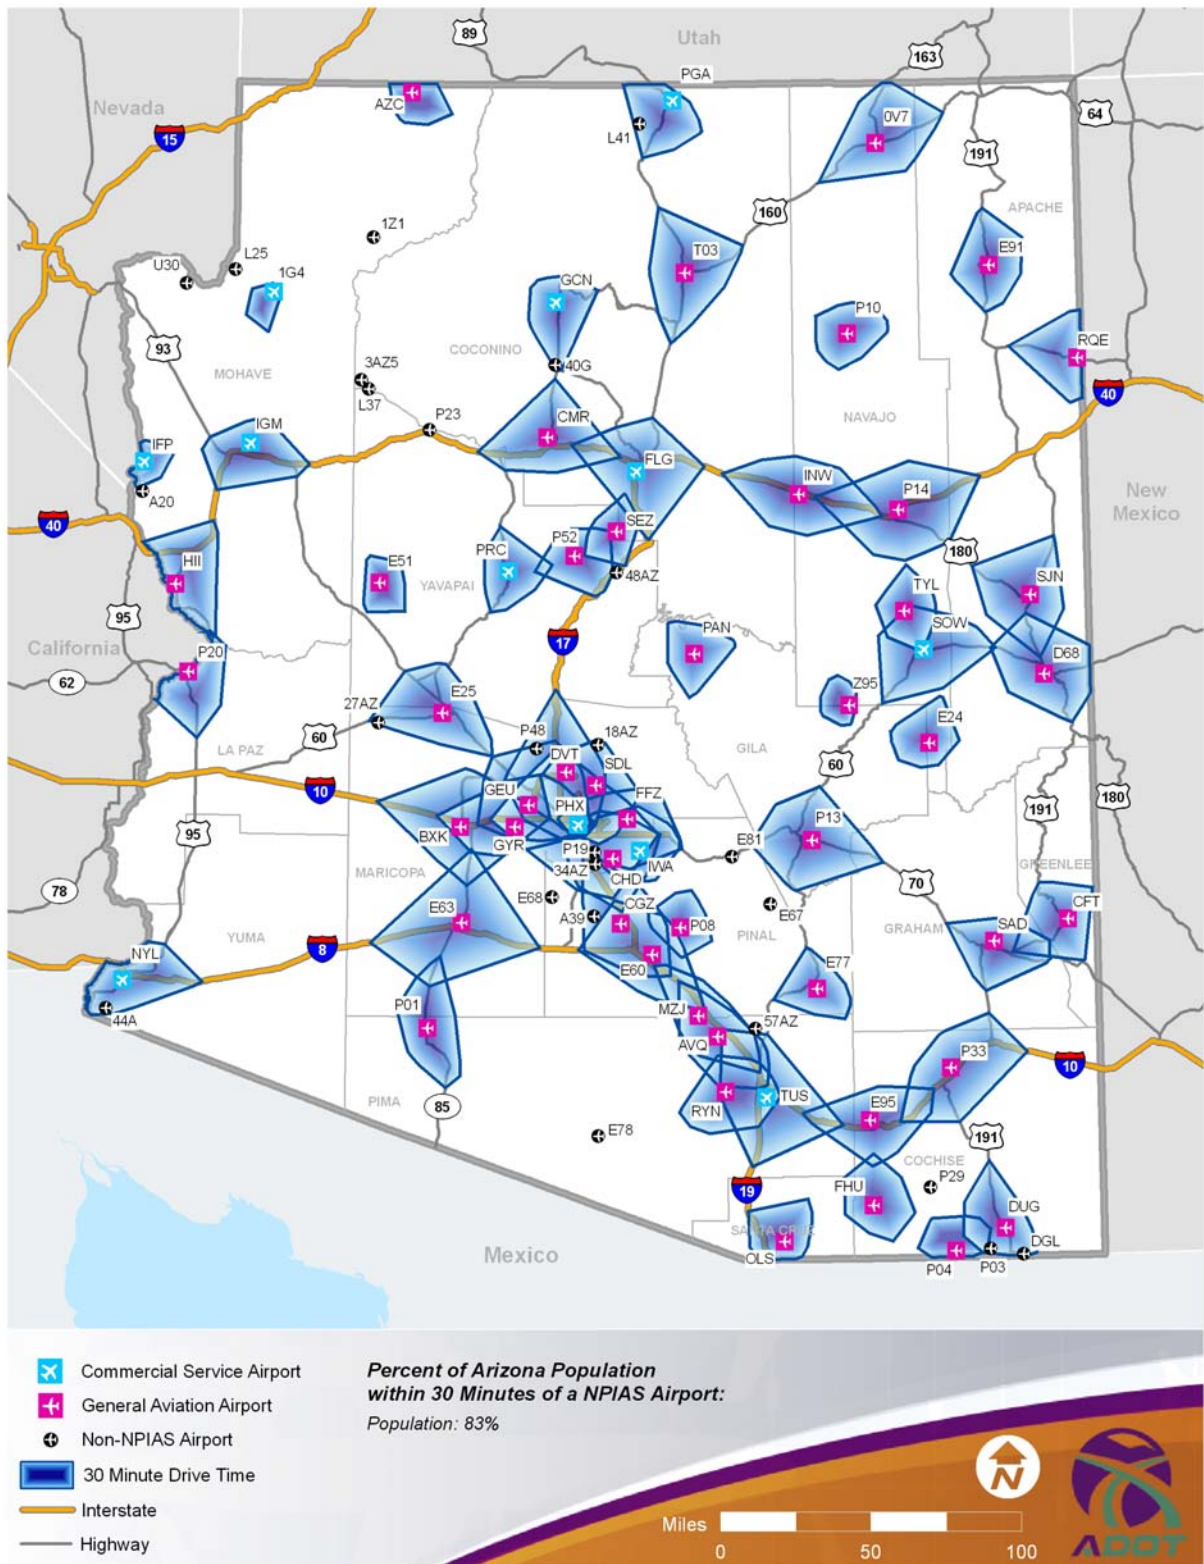 89
Utah
163
PGA
AZC
Nevada
64
L41
0V7
15
191
160
APACHE
1Z1
L25
U30
1G4
T03
E91
GCN
P10
93
COCONINO
RQE
40G
3AZ5
MOHAVE
L37
40
P23
CMR
NAVAJO
IGM
IFP
FLG
A20
INW
P14
New
Mexico
40
SEZ
P52
PRC
180
HII
E51
48AZ
YAVAPAI
TYL
SJN
95
SOW
California
17
PAN
P20
D68
62
Z95
27AZ
E25
E24
60
P48
18AZ
LA PAZ
DVT
GILA
SDL
60
10
GEU
PHX
FFZ
191
180
95
BXK
GYR
P13
P19
E81
34AZ
IWA
MARICOPA
CHD
GREENLEE
78
70
E68
CFT
CGZ
E67
E63
A39
P08
YUMA
8
PINAL
GRAHAM
SAD
NYL
E60
E77
P01
MZJ
44A
57AZ
AVQ
P33
10
PIMA
85
RYN
TUS
E95
E78
191
COCHISE
P29
19
FHU
DUG
SANTA CRUZ
DGL
Mexico
OLS
P04
P03
Commercial Service Airport
General Aviation Airport
Non-NPIAS Airport
30 Minute Drive Time
Interstate
Highway
Percent of Arizona Population
within 30 Minutes of a NPIAS Airport:
Population: 83%
N
Miles
0 50 100
ADOT